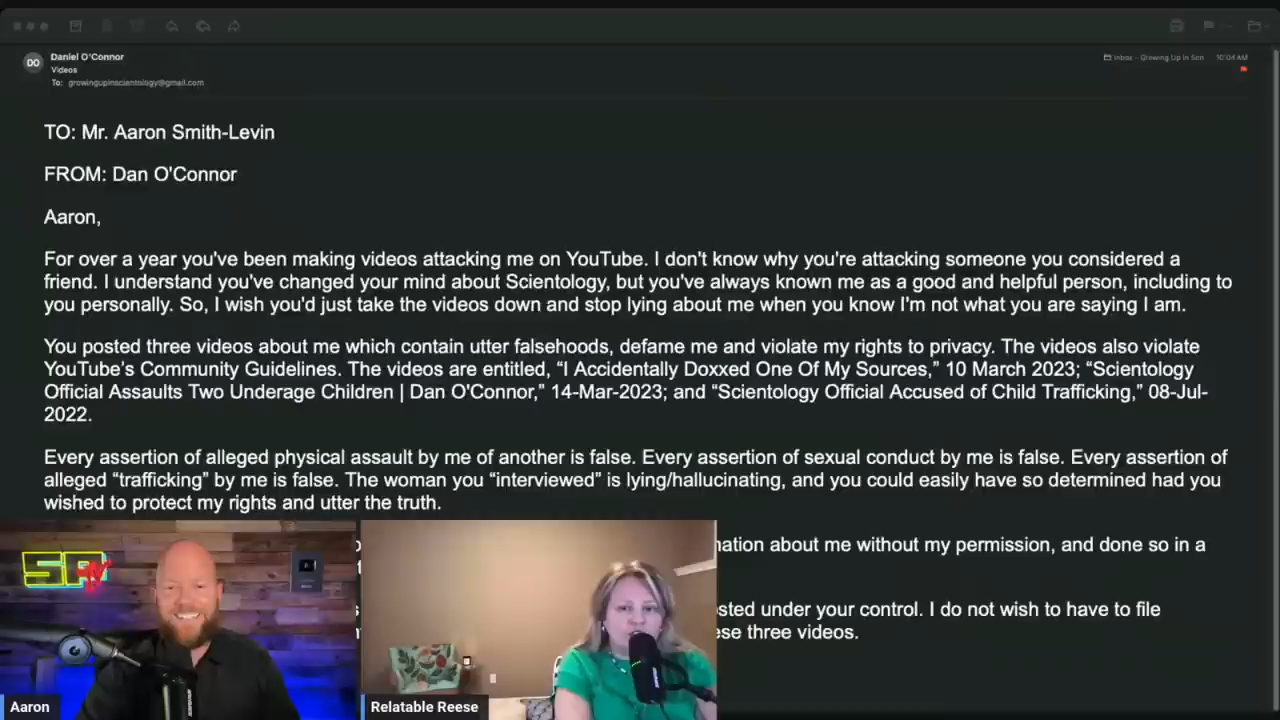 DO
Daniel O'Connor
Videos
To: growingupinscientology@gmail.com
Inbox - Growing Up In Scn 10:04 AM
TO: Mr. Aaron Smith-Levin
FROM: Dan O'Connor
Aaron,
For over a year you've been making videos attacking me on YouTube. I don't know why you're attacking someone you considered a
friend. I understand you've changed your mind about Scientology, but you've always known me as a good and helpful person, including to
you personally. So, I wish you'd just take the videos down and stop lying about me when you know I'm not what you are saying I am.
You posted three videos about me which contain utter falsehoods, defame me and violate my rights to privacy. The videos also violate
YouTube's Community Guidelines. The videos are entitled, “I Accidentally Doxxed One Of My Sources,” 10 March 2023; “Scientology
Official Assaults Two Underage Children | Dan O'Connor,” 14-Mar-2023; and “Scientology Official Accused of Child Trafficking,” 08-Jul-
2022.
Every assertion of alleged physical assault by me of another is false. Every assertion of sexual conduct by me is false. Every assertion of
alleged “trafficking” by me is false. The woman you “interviewed” is lying/hallucinating, and you could easily have so determined had you
wished to protect my rights and utter the truth.
about me without my permission, and done so in a
under your control. I do not wish to have to file
three videos.
SPTV
Aaron
Relatable Reese